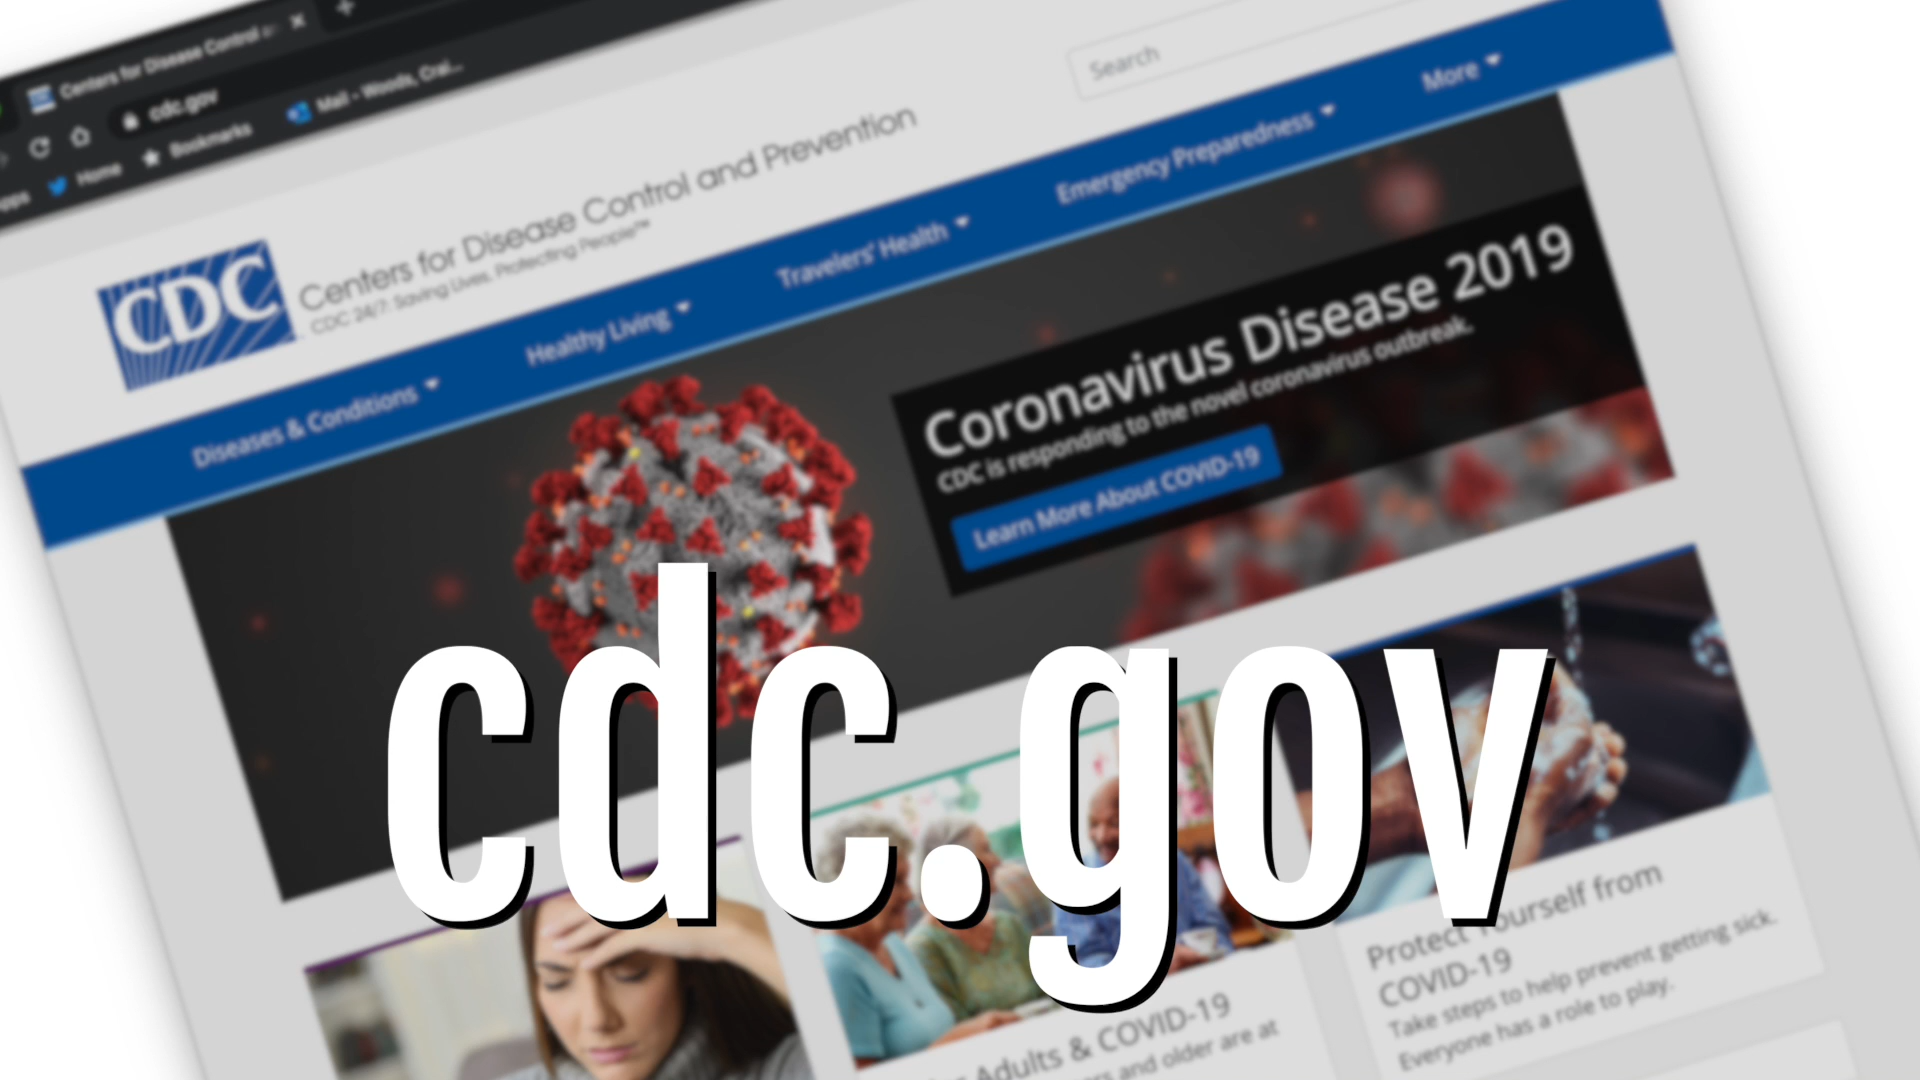 Centers for Disease Control a
cdc.gov
Home
Bookmarks
Mail - Woods, Crai...
Search
CDC
Centers for Disease Control and Prevention
CDC 24/7: Saving Lives, Protecting People™
Diseases & Conditions
Healthy Living
Travelers' Health
Emergency Preparedness
More
Coronavirus Disease 2019
CDC is responding to the novel coronavirus outbreak.
Learn More About COVID-19
cdc.gov
Adults & COVID-19
and older are at
Protect Yourself from
COVID-19
Take steps to help prevent getting sick.
Everyone has a role to play.